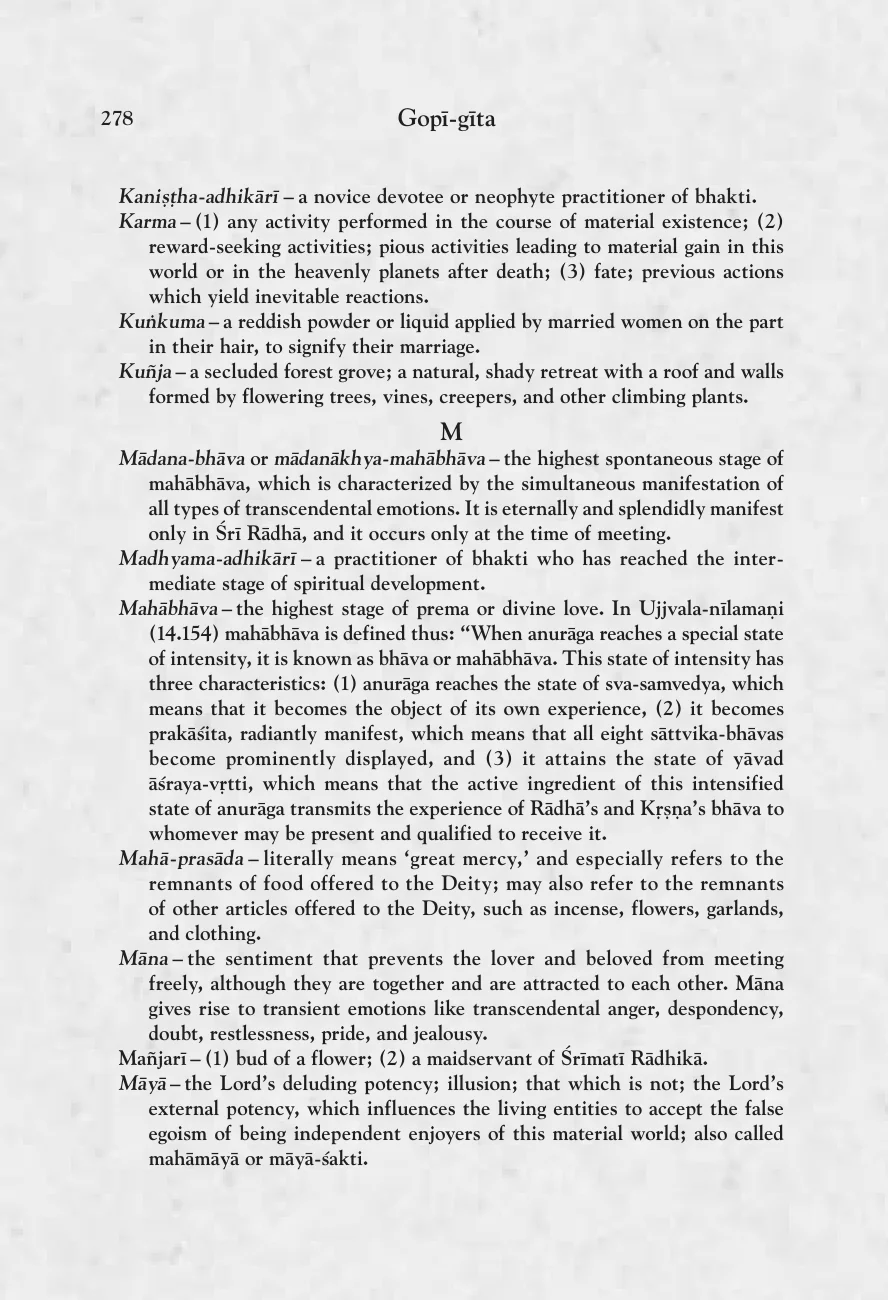 278
Gopī-gīta
Kaniṣṭha-adhikārī – a novice devotee or neophyte practitioner of bhakti.
Karma – (1) any activity performed in the course of material existence; (2)
reward-seeking activities; pious activities leading to material gain in this
world or in the heavenly planets after death; (3) fate; previous actions
which yield inevitable reactions.
Kuṅkuma – a reddish powder or liquid applied by married women on the part
in their hair, to signify their marriage.
Kuñja – a secluded forest grove; a natural, shady retreat with a roof and walls
formed by flowering trees, vines, creepers, and other climbing plants.
M
Mādana-bhāva or mādanākhya-mahābhāva – the highest spontaneous stage of
mahābhāva, which is characterized by the simultaneous manifestation of
all types of transcendental emotions. It is eternally and splendidly manifest
only in Śrī Rādhā, and it occurs only at the time of meeting.
Madhyama-adhikārī – a practitioner of bhakti who has reached the inter-
mediate stage of spiritual development.
Mahābhāva – the highest stage of prema or divine love. In Ujjvala-nīlamaṇi
(14.154) mahābhāva is defined thus: “When anurāga reaches a special state
of intensity, it is known as bhāva or mahābhāva. This state of intensity has
three characteristics: (1) anurāga reaches the state of sva-samvedya, which
means that it becomes the object of its own experience, (2) it becomes
prakāśita, radiantly manifest, which means that all eight sāttvika-bhāvas
become prominently displayed, and (3) it attains the state of yāvad
āśraya-vṛtti, which means that the active ingredient of this intensified
state of anurāga transmits the experience of Rādhā’s and Kṛṣṇa’s bhāva to
whomever may be present and qualified to receive it.
Mahā-prasāda – literally means ‘great mercy,’ and especially refers to the
remnants of food offered to the Deity; may also refer to the remnants
of other articles offered to the Deity, such as incense, flowers, garlands,
and clothing.
Māna – the sentiment that prevents the lover and beloved from meeting
freely, although they are together and are attracted to each other. Māna
gives rise to transient emotions like transcendental anger, despondency,
doubt, restlessness, pride, and jealousy.
Mañjarī – (1) bud of a flower; (2) a maidservant of Śrīmatī Rādhikā.
Māyā – the Lord’s deluding potency; illusion; that which is not; the Lord’s
external potency, which influences the living entities to accept the false
egoism of being independent enjoyers of this material world; also called
mahāmāyā or māyā-śakti.